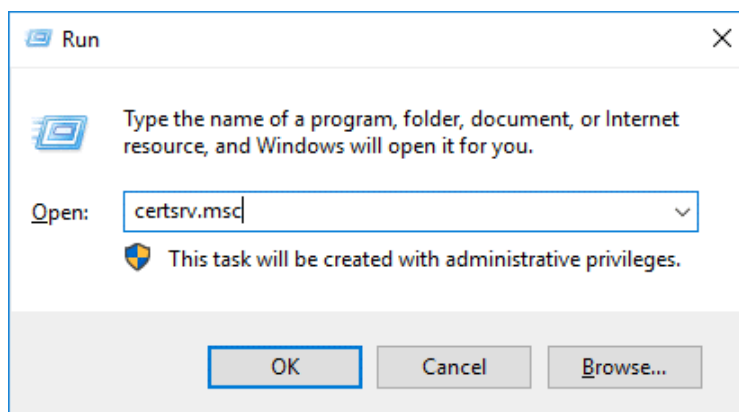 Run
Type the name of a program, folder, document, or Internet
resource, and Windows will open it for you.
Open: certsrv.msc
This task will be created with administrative privileges.
OK Cancel Browse...